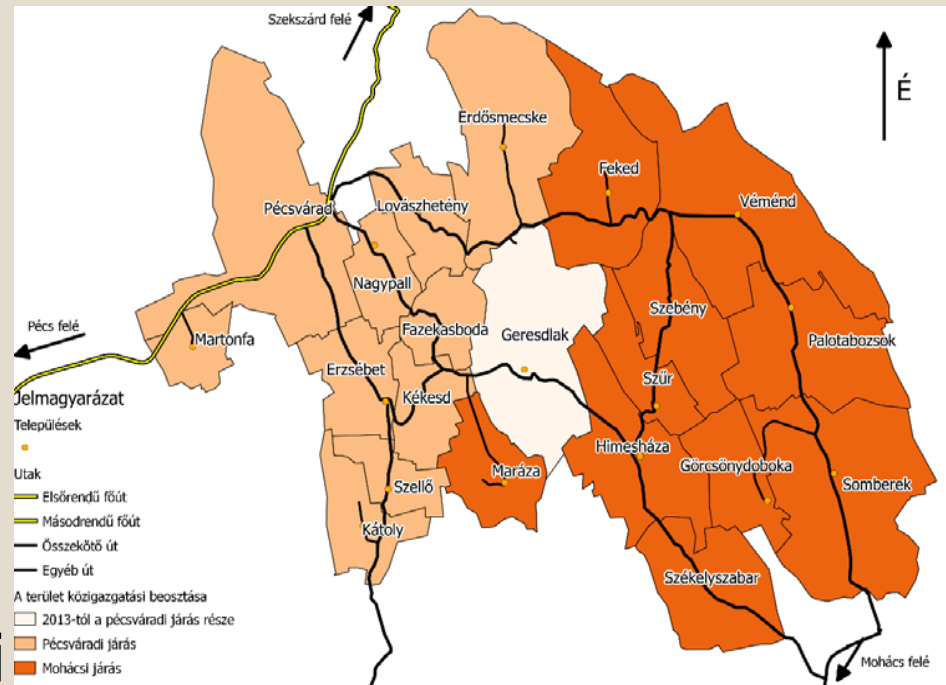 Szekszárd felé
É
Erdősmecske
Feked
Pécsvárad
Lovászhetény
Véménd
Nagypall
Szebény
Pécs felé
Martonfa
Fazekasboda
Geresdlak
Palotabozsok
Erzsébet
Kékesd
Szűr
Jelmagyarázat
Települések
Himesháza
Maráza
Görcsönydoboka
Somberek
Utak
Szellő
Elsőrendű főút
Másodrendű főút
Kátoly
Összekötő út
Egyéb út
Székelyszabar
A terület közigazgatási beosztása
2013-tól a pécsváradi járás része
Pécsváradi járás
Mohácsi járás
Mohács felé